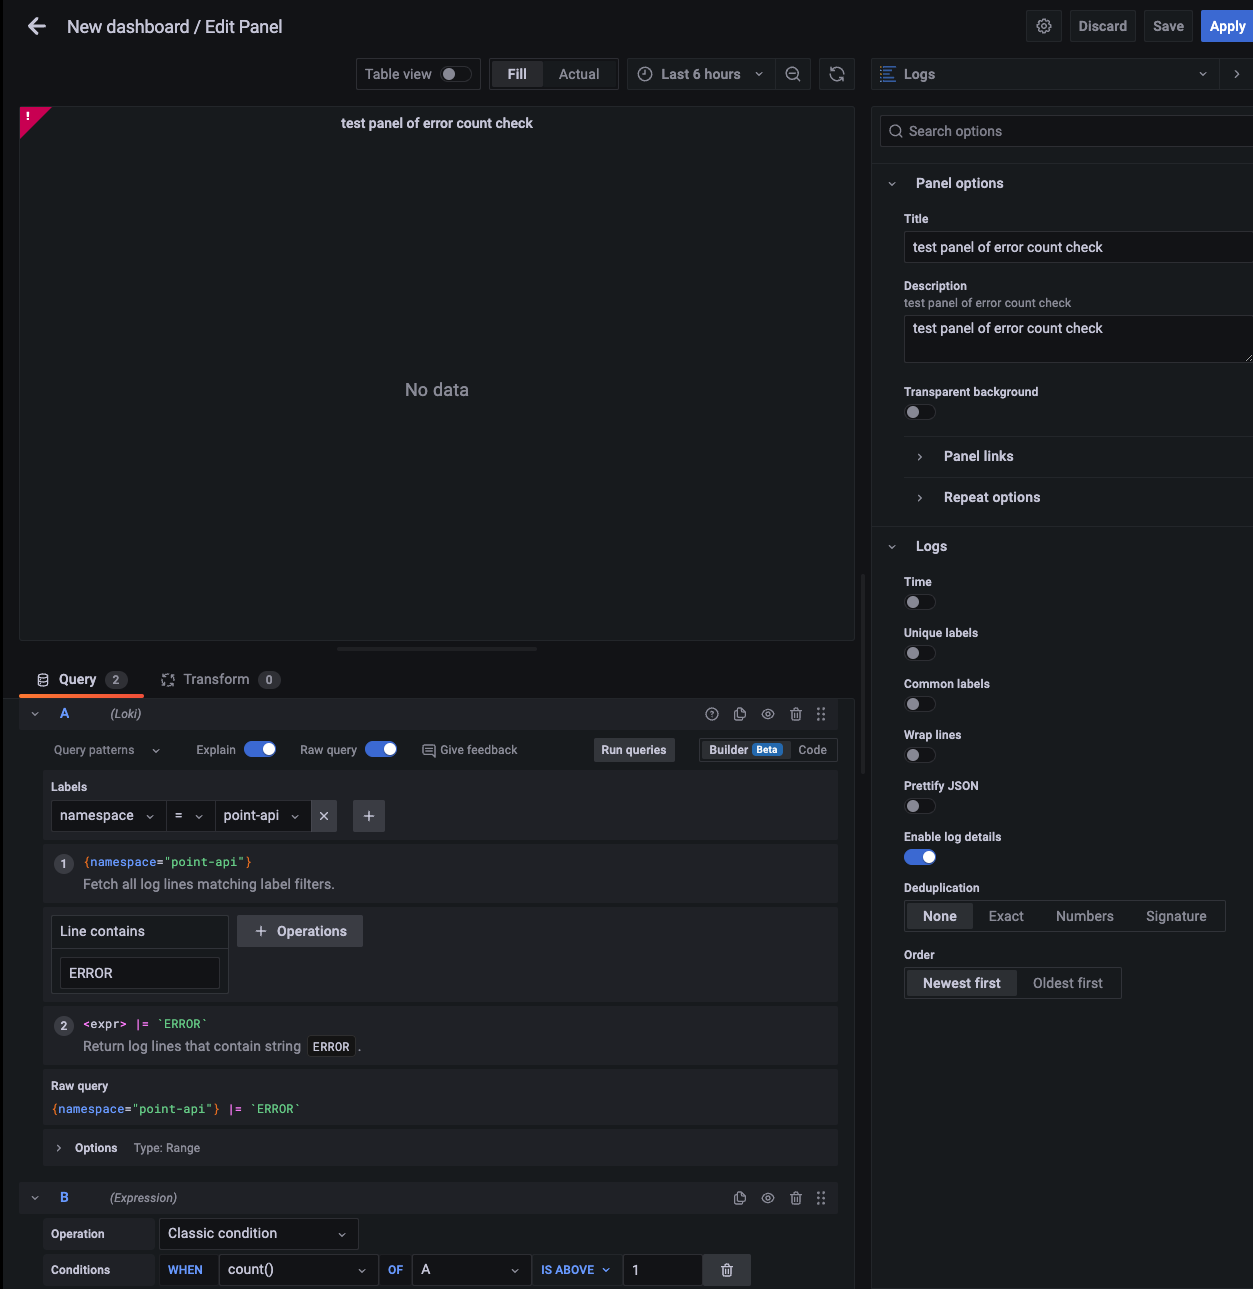 New dashboard / Edit Panel
Discard
Save
Apply
Table view
Fill
Actual
Last 6 hours
Logs
!
test panel of error count check
No data
Search options
Panel options
Title
test panel of error count check
Description
test panel of error count check
test panel of error count check
Transparent background
Panel links
Repeat options
Logs
Time
Unique labels
Common labels
Wrap lines
Prettify JSON
Enable log details
Deduplication
None
Exact
Numbers
Signature
Order
Newest first
Oldest first
Query 2
Transform 0
A
(Loki)
Query patterns
Explain
Raw query
Give feedback
Run queries
Builder Beta
Code
Labels
namespace
=
point-api
1
{namespace="point-api"}
Fetch all log lines matching label filters.
Line contains
+ Operations
ERROR
2
<expr> |= `ERROR`
Return log lines that contain string ERROR .
Raw query
{namespace="point-api"} |= `ERROR`
Options Type: Range
B
(Expression)
Operation
Classic condition
Conditions
WHEN
count()
OF
A
IS ABOVE
1